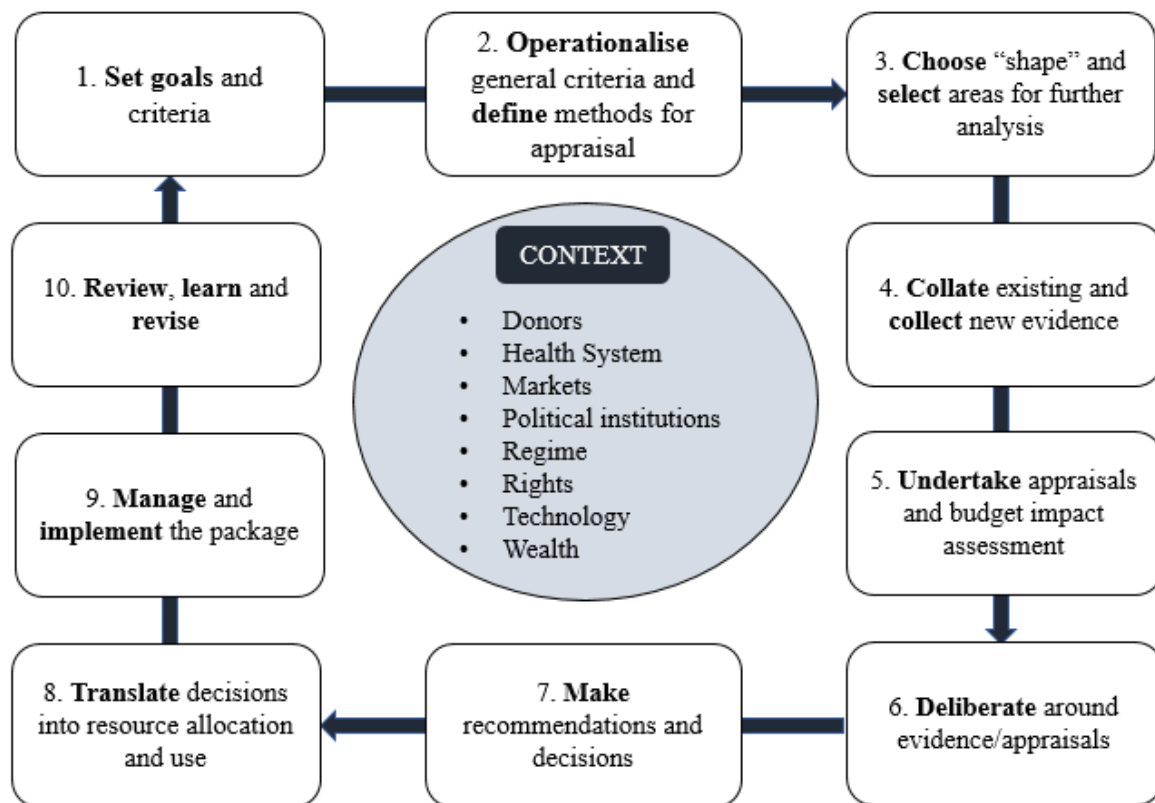 1. Set goals and
criteria
2. Operationalise
general criteria and
define methods for
appraisal
3. Choose “shape” and
select areas for further
analysis
4. Collate existing and
collect new evidence
5. Undertake appraisals
and budget impact
assessment
6. Deliberate around
evidence/appraisals
7. Make
recommendations and
decisions
8. Translate decisions
into resource allocation
and use
9. Manage and
implement the package
10. Review, learn and
revise
CONTEXT
• Donors
• Health System
• Markets
• Political institutions
• Regime
• Rights
• Technology
• Wealth